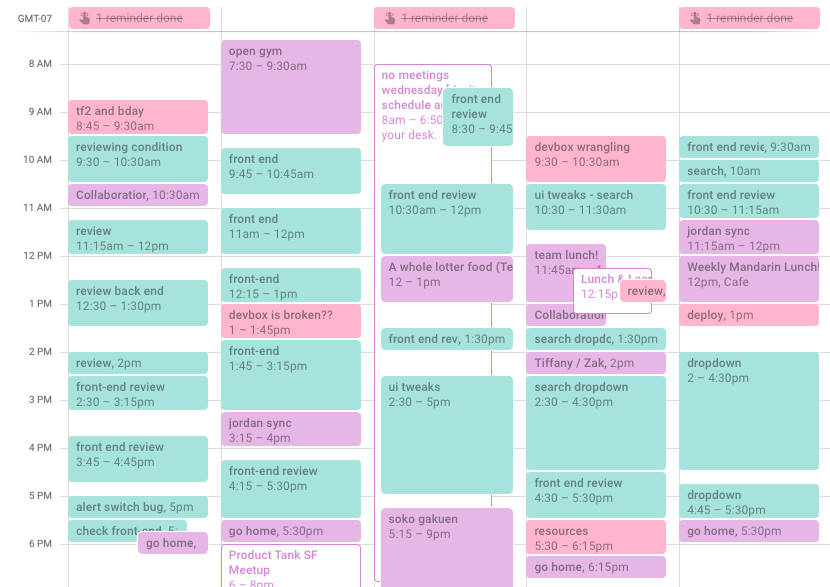 GMT-07
1 reminder done
1 reminder done
1 reminder done
8 AM
9 AM
10 AM
11 AM
12 PM
1 PM
2 PM
3 PM
4 PM
5 PM
6 PM
tf2 and bday
8:45 – 9:30am
reviewing condition
9:30 – 10:30am
Collaboration, 10:30am
review
11:15am – 12pm
review back end
12:30 – 1:30pm
review, 2pm
front-end review
2:30 – 3:15pm
front end review
3:45 – 4:45pm
alert switch bug, 5pm
check front-end, 5:
go home,
open gym
7:30 – 9:30am
front end
9:45 – 10:45am
front end
11am – 12pm
front-end
12:15 – 1pm
devbox is broken??
1 – 1:45pm
front-end
1:45 – 3:15pm
jordan sync
3:15 – 4pm
front-end review
4:15 – 5:30pm
go home, 5:30pm
Product Tank SF
Meetup
6 – 8pm
no meetings
wednesday
schedule a
8am – 6:50
your desk.
front end
review
8:30 – 9:45
front end review
10:30am – 12pm
A whole lotter food (Te
12 – 1pm
front end rev, 1:30pm
ui tweaks
2:30 – 5pm
soko gakuen
5:15 – 9pm
devbox wrangling
9:30 – 10:30am
ui tweaks - search
10:30 – 11:30am
team lunch!
11:45am
Lunch &
12:15p
review,
Collaboration
search dropdc, 1:30pm
Tiffany / Zak, 2pm
search dropdown
2:30 – 4:30pm
front end review
4:30 – 5:30pm
resources
5:30 – 6:15pm
go home, 6:15pm
front end revie, 9:30am
search, 10am
front end review
10:30 – 11:15am
jordan sync
11:15am – 12pm
Weekly Mandarin Lunch!
12pm, Cafe
deploy, 1pm
dropdown
2 – 4:30pm
dropdown
4:45 – 5:30pm
go home, 5:30pm